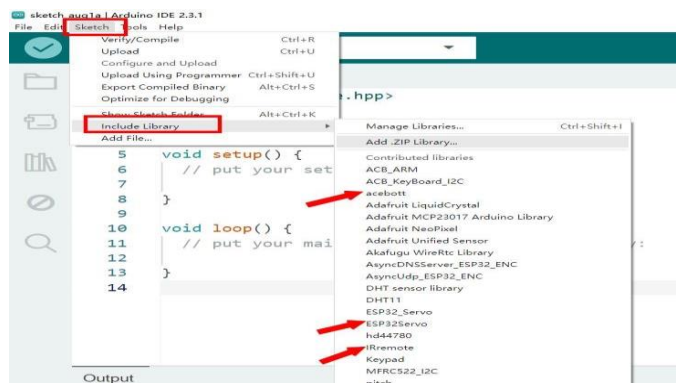 sketch_aug1a | Arduino IDE 2.3.1
File Edit Sketch Tools Help
Verify/Compile Ctrl+R
Upload Ctrl+U
Configure and Upload
Upload Using Programmer Ctrl+Shift+U
Export Compiled Binary Alt+Ctrl+S
Optimize for Debugging
Show Sketch Folder Alt+Ctrl+K
Include Library
Add File...
.hpp>
Manage Libraries... Ctrl+Shift+I
Add .ZIP Library...
Contributed libraries
ACB_ARM
ACB_KeyBoard_I2C
acebott
Adafruit LiquidCrystal
Adafruit MCP23017 Arduino Library
Adafruit NeoPixel
Adafruit Unified Sensor
Akafugu WireRtc Library
AsyncDNSServer_ESP32_ENC
AsyncUdp_ESP32_ENC
DHT sensor library
DHT11
ESP32_Servo
ESP32Servo
hd44780
IRremote
Keypad
MFRC522_I2C
pitch
5 void setup() {
6 // put your set
7
8 }
9
10 void loop() {
11 // put your mai y:
12
13 }
14
Output